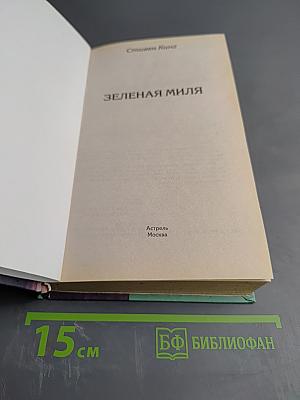 Стивен Кинг
ЗЕЛЕНАЯ МИЛЯ
Астрель
Москва
15 см
БФ БИБЛИОФАН